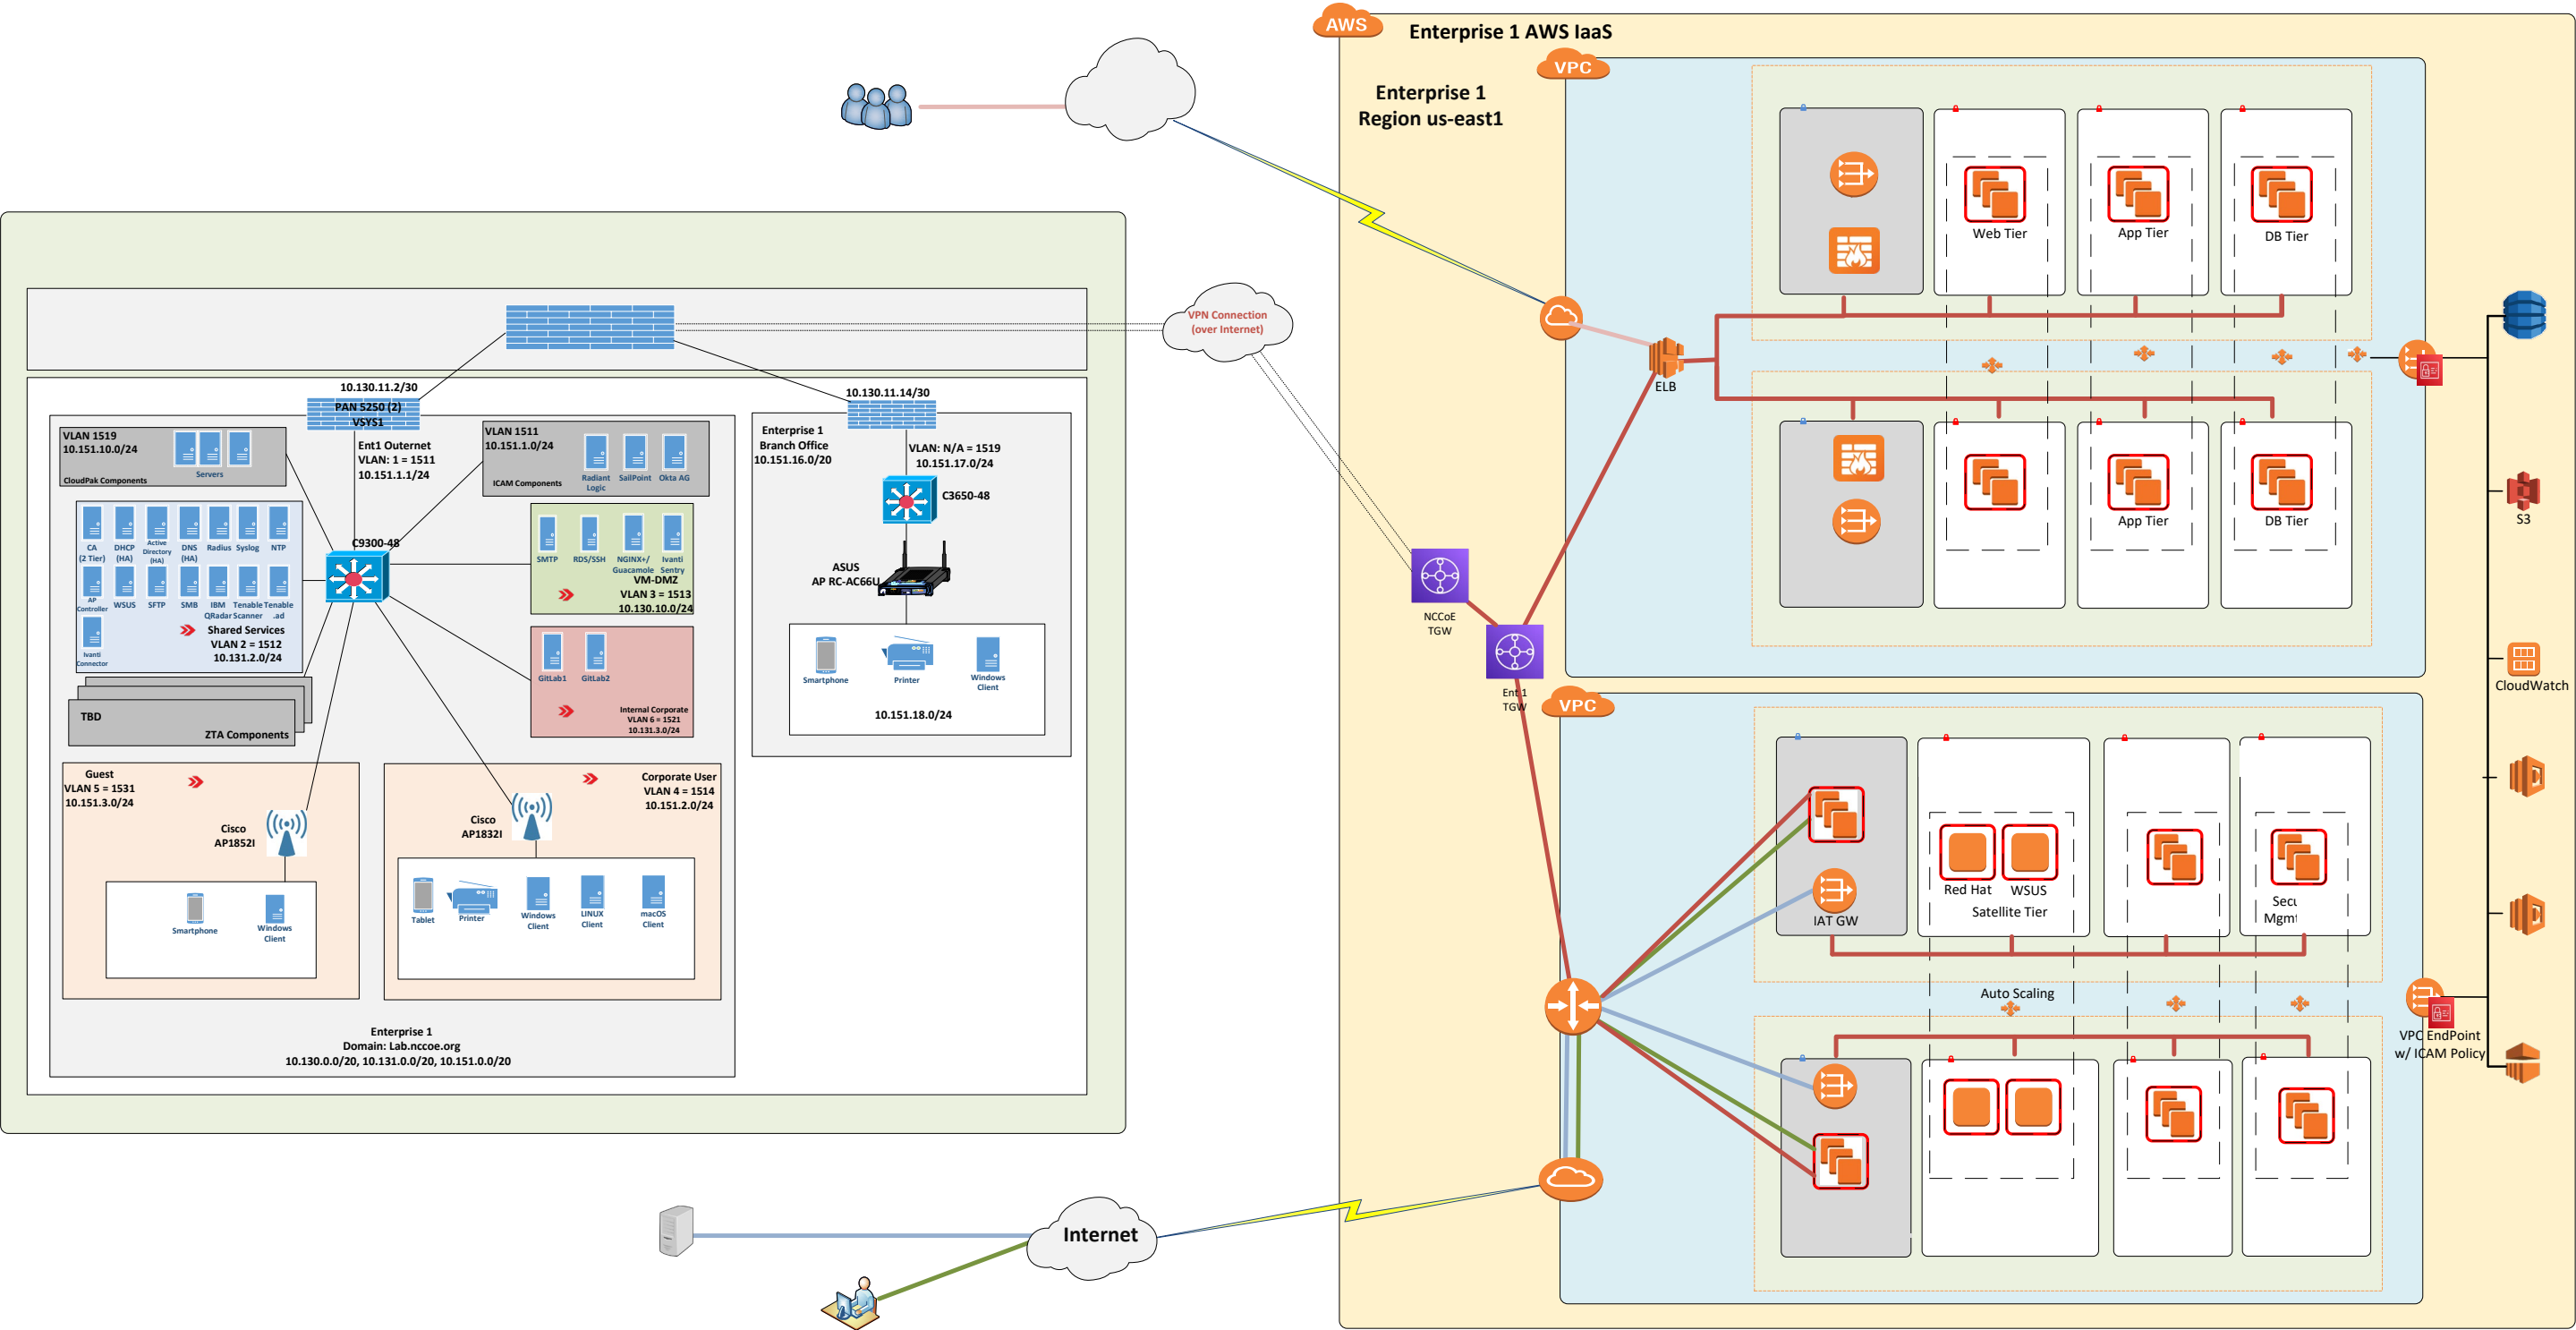 AWS
Enterprise 1 AWS IaaS
VPC
Enterprise 1
Region us-east1
Web Tier
App Tier
DB Tier
VPN Connection
(over Internet)
ELB
App Tier
DB Tier
S3
CloudWatch
NCCoE
TGW
Ent 1
TGW
VPC
Red Hat
WSUS
Satellite Tier
Secu
Mgmt
IAT GW
Auto Scaling
VPC EndPoint
w/ ICAM Policy
Internet
10.130.11.2/30
PAN 5250 (2)
VSYS1
10.130.11.14/30
VLAN 1519
10.151.10.0/24
Servers
CloudPak Components
Ent1 Outernet
VLAN: 1 = 1511
10.151.1.1/24
VLAN 1511
10.151.1.0/24
Radiant
Logic
SailPoint
Okta AG
ICAM Components
Enterprise 1
Branch Office
10.151.16.0/20
VLAN: N/A = 1519
10.151.17.0/24
C3650-48
ASUS
AP RC-AC66U
Smartphone
Printer
Windows
Client
10.151.18.0/24
C9300-48
CA
(2 Tier)
DHCP
(HA)
Active
Directory
(HA)
DNS
(HA)
Radius
Syslog
NTP
AP
Controller
WSUS
SFTP
SMB
IBM
QRadar
Tenable
Scanner
Tenable
.ad
Ivanti
Connector
Shared Services
VLAN 2 = 1512
10.131.2.0/24
SMTP
RDS/SSH
NGINX+/
Guacamole
Ivanti
Sentry
VM-DMZ
VLAN 3 = 1513
10.130.10.0/24
GitLab1
GitLab2
Internal Corporate
VLAN 6 = 1521
10.131.3.0/24
TBD
ZTA Components
Guest
VLAN 5 = 1531
10.151.3.0/24
Cisco
AP1852I
Smartphone
Windows
Client
Corporate User
VLAN 4 = 1514
10.151.2.0/24
Cisco
AP1832I
Tablet
Printer
Windows
Client
LINUX
Client
macOS
Client
Enterprise 1
Domain: Lab.nccoe.org
10.130.0.0/20, 10.131.0.0/20, 10.151.0.0/20